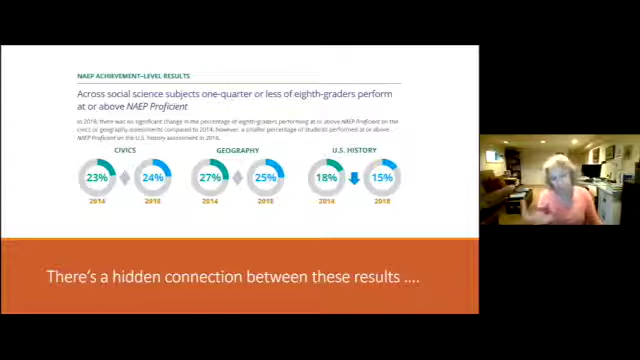 NAEP ACHIEVEMENT–LEVEL RESULTS
Across social science subjects one-quarter or less of eighth-graders perform
at or above NAEP Proficient
In 2018, there was no significant change in the percentage of eighth-graders performing at or above NAEP Proficient on the
civics or geography assessments compared to 2014; however, a smaller percentage of students performed at or above
NAEP Proficient on the U.S. history assessment in 2018.
CIVICS GEOGRAPHY U.S. HISTORY
23% 24% 27% 25% 18% 15%
2014 2018 2014 2018 2014 2018
There's a hidden connection between these results ....